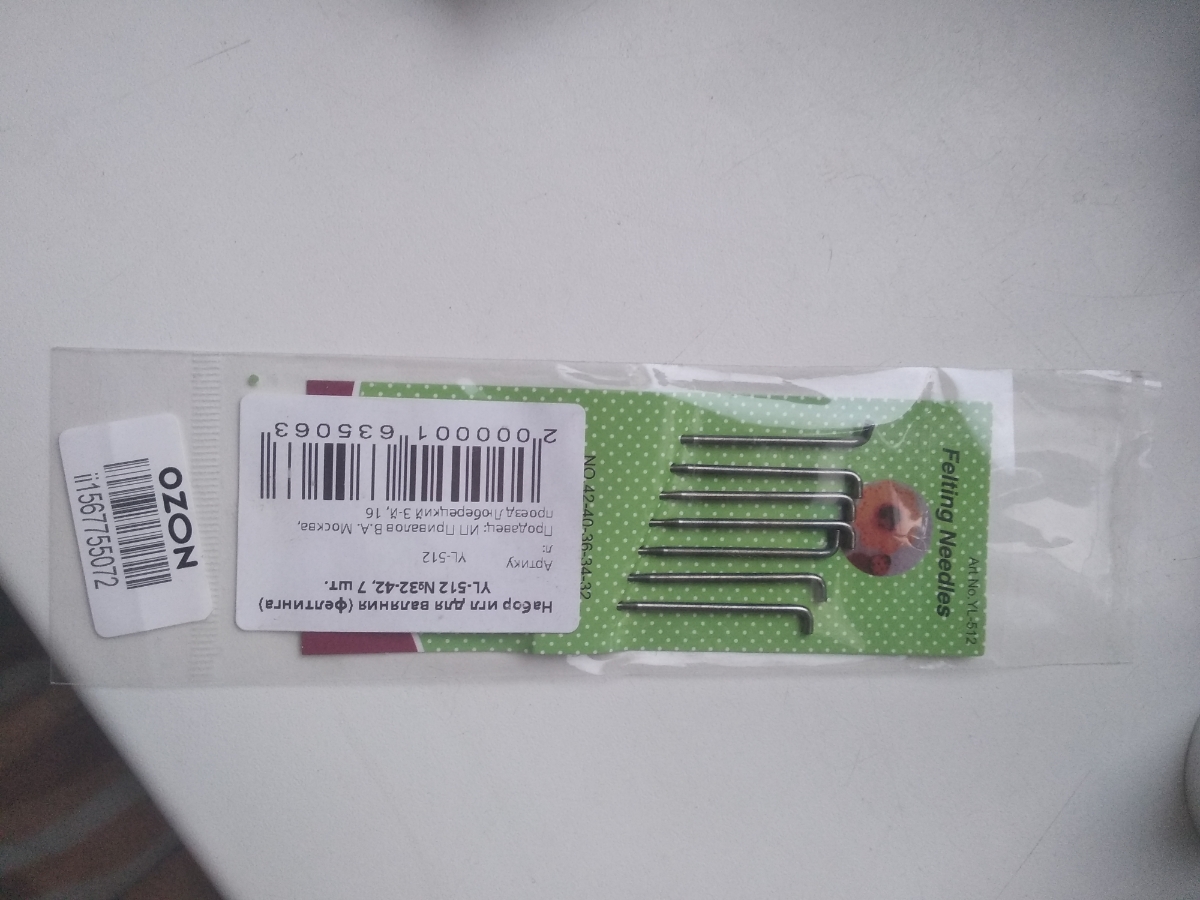 Felting Needles
Art No.YL-512
NO.42-40-36-34-32
Набор игл для валяния (фелтинга)
YL-512 №32-42, 7 шт.
Артику
л:
YL-512
Продавец: ИП Привалов В.А. Москва,
проезд Люберецкий 3-й, 1б
2 000001 635063
OZON
ii1567755072